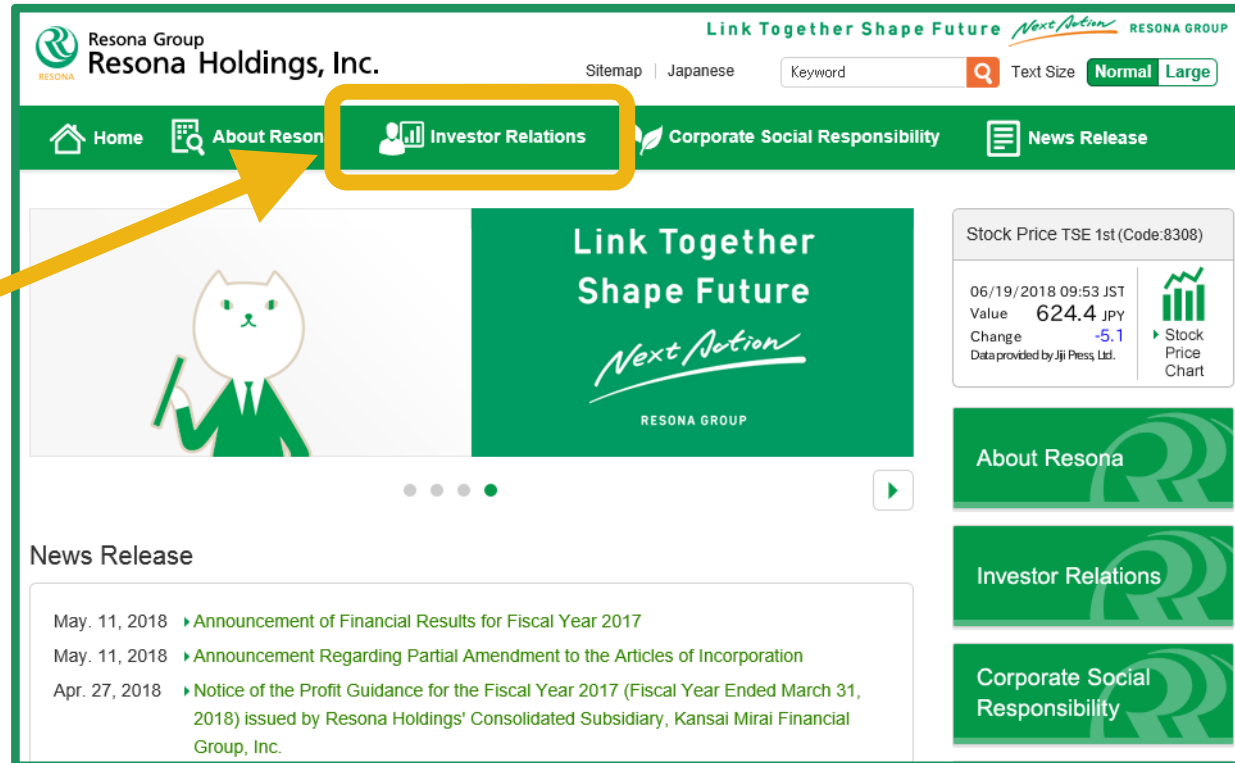 Link Together Shape Future Next Action RESONA GROUP
Resona Group
Resona Holdings, Inc.
RESONA
Sitemap | Japanese Keyword Text Size Normal Large
Home About Reson Investor Relations Corporate Social Responsibility News Release
Link Together
Shape Future
Next Action
RESONA GROUP
Stock Price TSE 1st (Code:8308)
06/19/2018 09:53 JST
Value 624.4 JPY
Change -5.1
Data provided by Jiji Press, Ltd.
Stock
Price
Chart
About Resona
Investor Relations
Corporate Social
Responsibility
News Release
May. 11, 2018 Announcement of Financial Results for Fiscal Year 2017
May. 11, 2018 Announcement Regarding Partial Amendment to the Articles of Incorporation
Apr. 27, 2018 Notice of the Profit Guidance for the Fiscal Year 2017 (Fiscal Year Ended March 31,
2018) issued by Resona Holdings' Consolidated Subsidiary, Kansai Mirai Financial
Group, Inc.